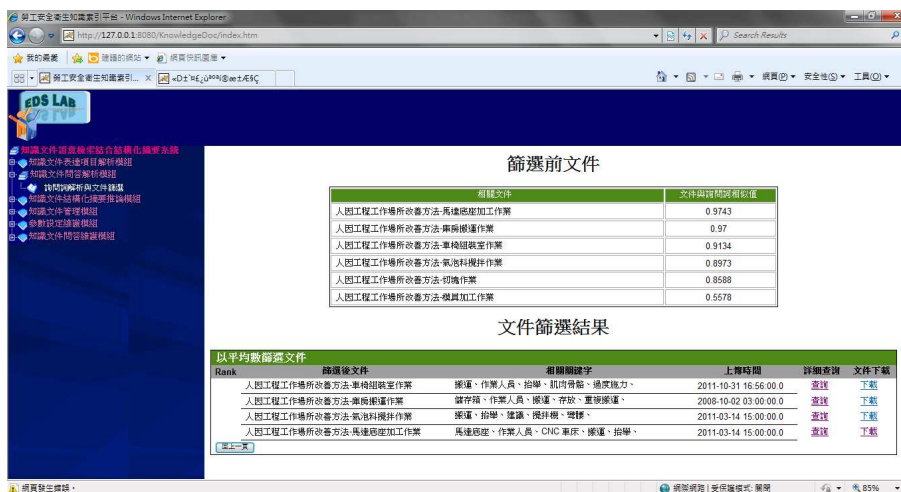 勞工安全衛生知識索引平台 - Windows Internet Explorer
http://127.0.0.1:8080/KnowledgeDoc/index.htm
Search Results
我的最愛 建議的網站 網頁快訊圖庫
勞工安全衛生知識索引...
網頁(P) 安全性(S) 工具(O)
EDS LAB
知識文件語意檢索結合結構化摘要系統
知識文件表達項目解析模組
知識文件問答解析模組
詢問詞解析與文件篩選
知識文件結構化摘要推論模組
知識文件管理模組
參數設定維護模組
知識文件問答維護模組
篩選前文件
相關文件 文件與詢問詞相似值
人因工程工作場所改善方法-馬達底座加工作業 0.9743
人因工程工作場所改善方法-庫房搬運作業 0.97
人因工程工作場所改善方法-車椅組裝室作業 0.9134
人因工程工作場所改善方法-氣泡料攪拌作業 0.8973
人因工程工作場所改善方法-切塊作業 0.8588
人因工程工作場所改善方法-模具加工作業 0.5578
文件篩選結果
以平均數篩選文件
Rank 篩選後文件 相關關鍵字 上傳時間 詳細查詢 文件下載
人因工程工作場所改善方法-車椅組裝室作業 搬運、作業人員、抬舉、肌肉骨骼、過度施力、 2011-10-31 16:56:00.0 查詢 下載
人因工程工作場所改善方法-庫房搬運作業 儲存箱、作業人員、搬運、存放、重複搬運、 2008-10-02 03:00:00.0 查詢 下載
人因工程工作場所改善方法-氣泡料攪拌作業 搬運、抬舉、建議、攪拌機、彎腰、 2011-03-14 15:00:00.0 查詢 下載
人因工程工作場所改善方法-馬達底座加工作業 馬達底座、作業人員、CNC 車床、搬運、抬舉、 2011-03-14 15:00:00.0 查詢 下載
回上一頁
網頁發生錯誤。 網際網路 | 受保護模式: 關閉 85%